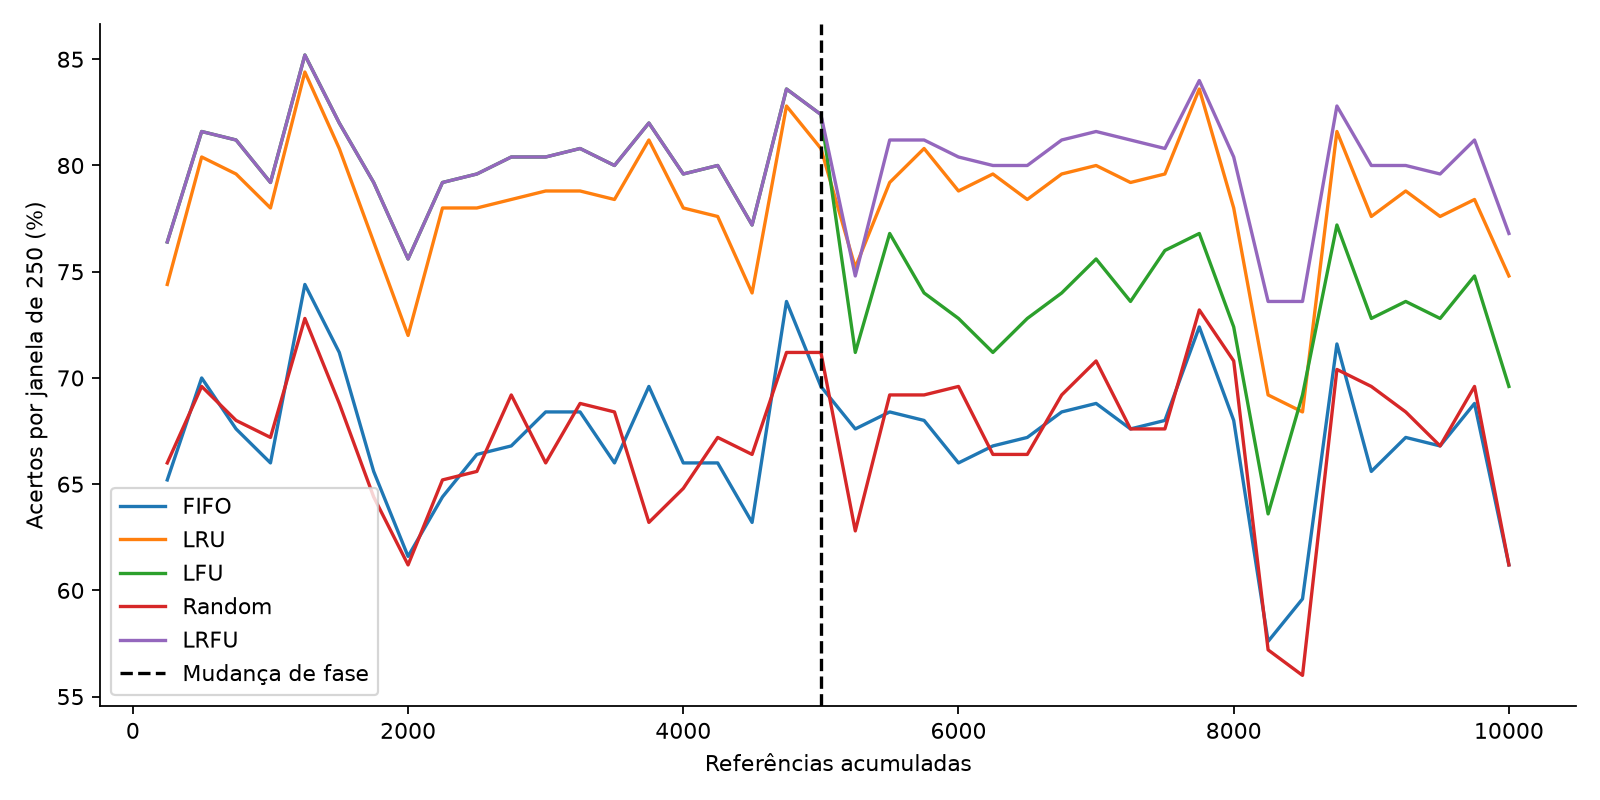 85
80
75
70
65
60
55
Acertos por janela de 250 (%)
FIFO
LRU
LFU
Random
LRFU
Mudança de fase
0
2000
4000
6000
8000
10000
Referências acumuladas